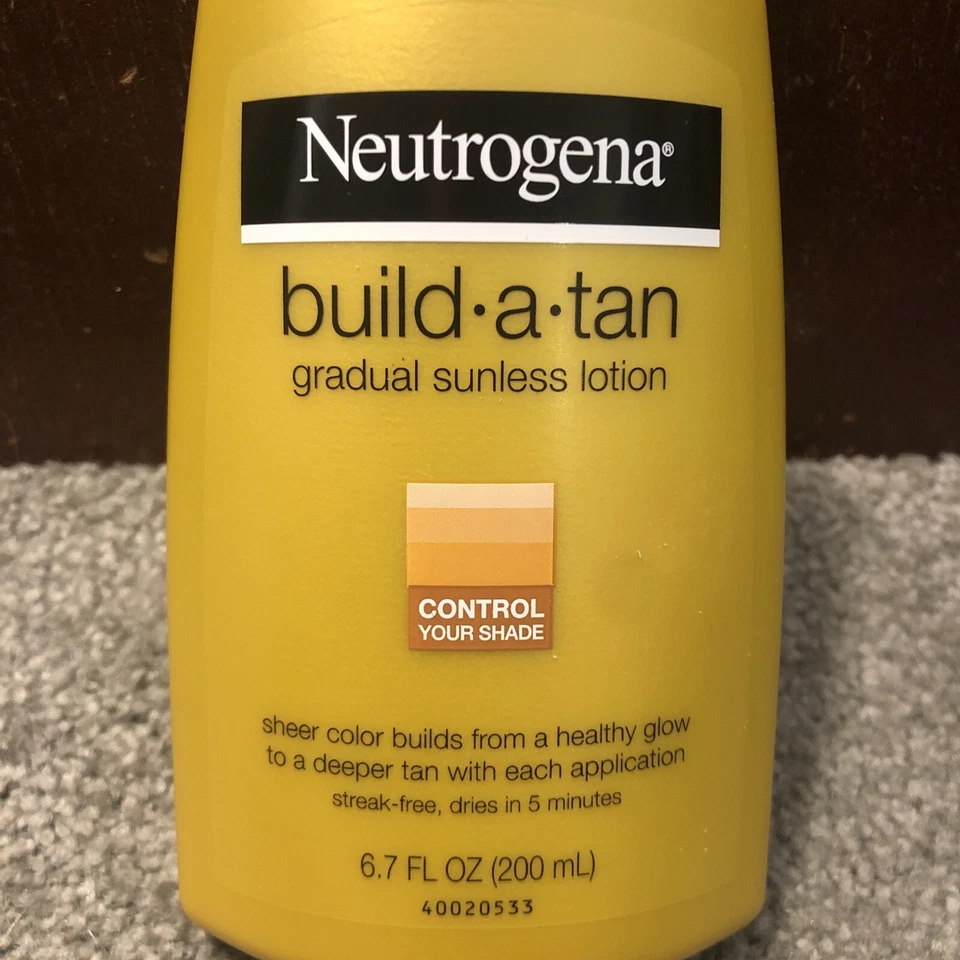 Neutrogena®
build•a•tan
gradual sunless lotion
CONTROL
YOUR SHADE
sheer color builds from a healthy glow
to a deeper tan with each application
streak-free, dries in 5 minutes
6.7 FL OZ (200 mL)
40020533